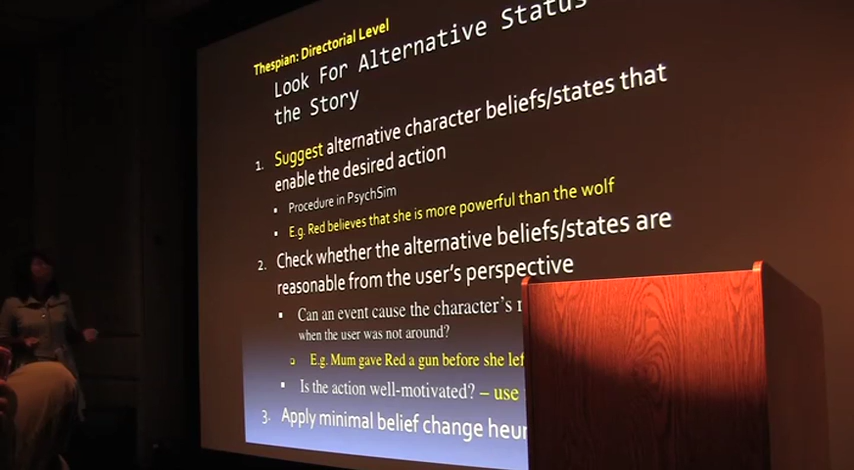 Thespian: Directorial Level
Look For Alternative Status
the Story
1. Suggest alternative character beliefs/states that
enable the desired action
▪ Procedure in PsychSim
▪ E.g. Red believes that she is more powerful than the wolf
2. Check whether the alternative beliefs/states are
reasonable from the user's perspective
▪ Can an event cause the character's
when the user was not around?
❑ E.g. Mum gave Red a gun before she lef
▪ Is the action well-motivated? – use
3. Apply minimal belief change heur